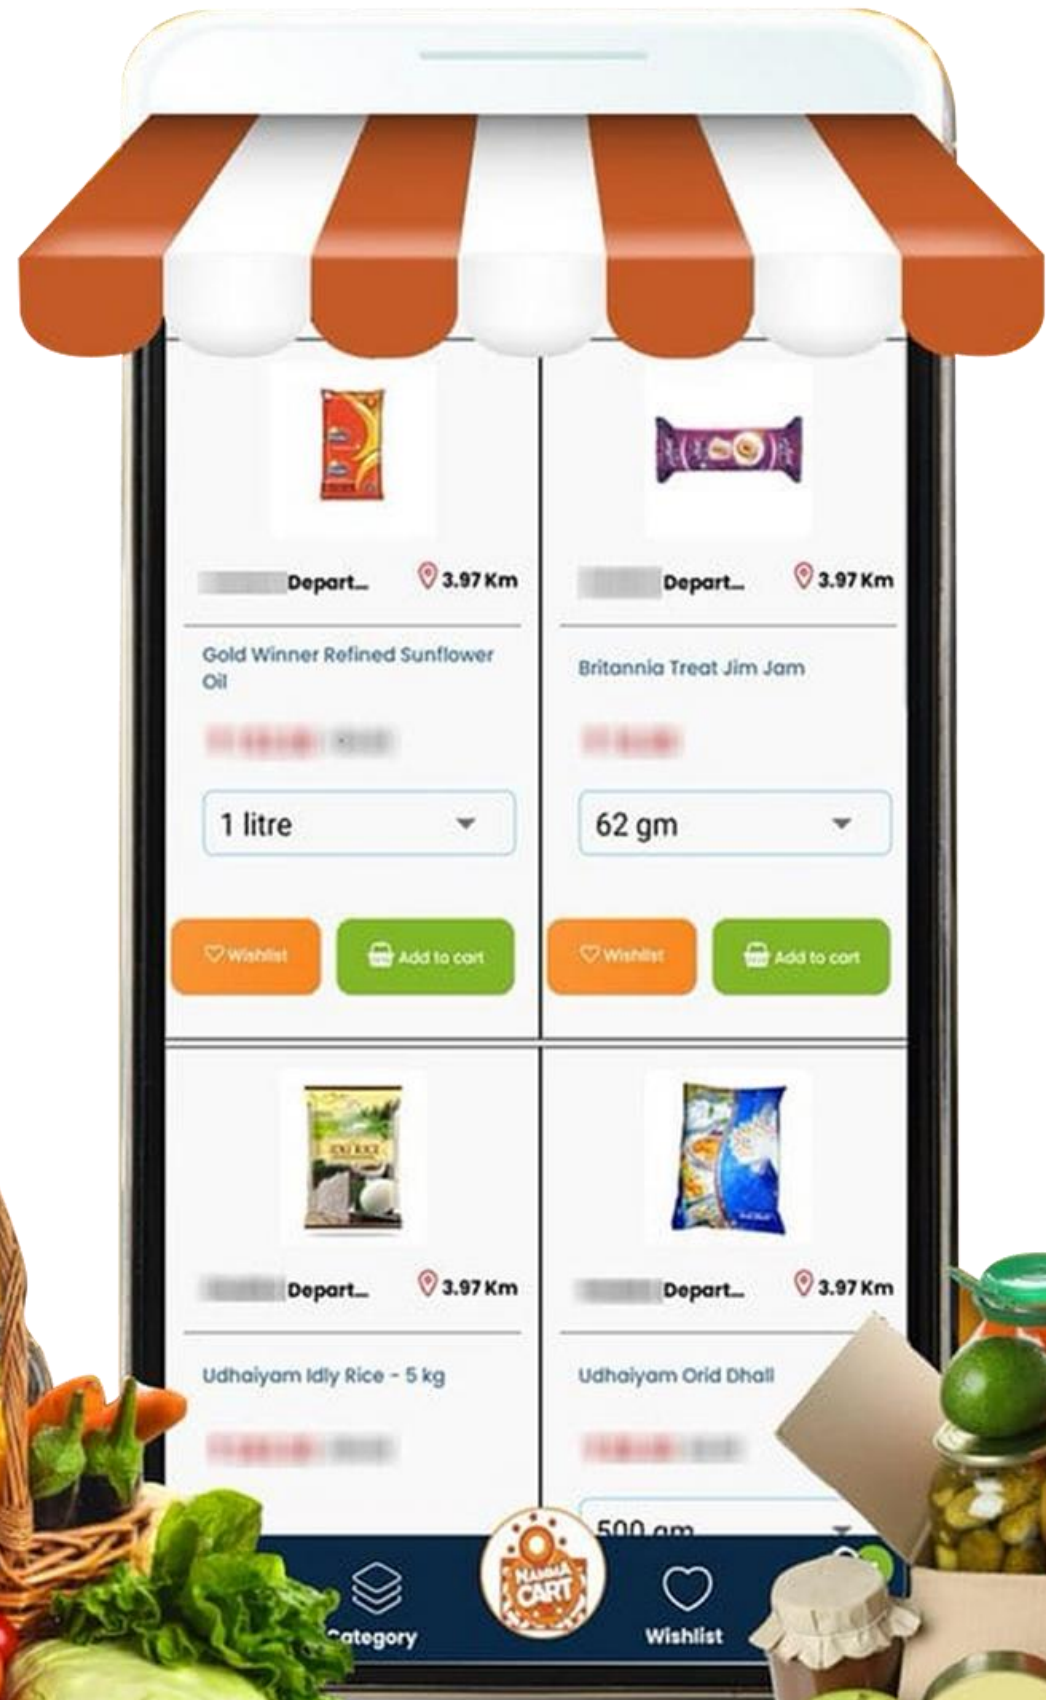 Depart...
3.97 Km
Depart...
3.97 Km
Gold Winner Refined Sunflower
Oil
Britannia Treat Jim Jam
1 litre
62 gm
Wishlist
Add to cart
Wishlist
Add to cart
IDLI RICE
Depart...
3.97 Km
Depart...
3.97 Km
Udhaiyam Idly Rice - 5 kg
Udhaiyam Orid Dhall
500 gm
NAMMA
CART
Category
Wishlist